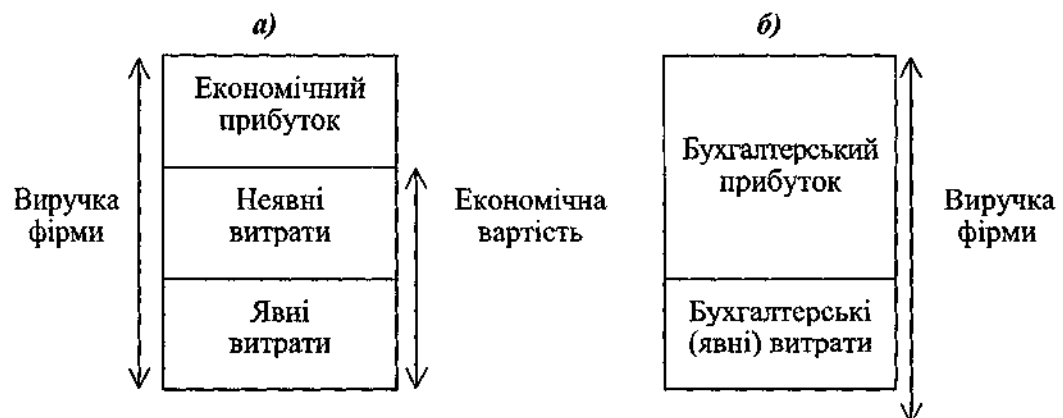 а)
б)
Економічний
прибуток
Виручка
фірми
Неявні
витрати
Економічна
вартість
Явні
витрати
Бухгалтерський
прибуток
Виручка
фірми
Бухгалтерські
(явні) витрати